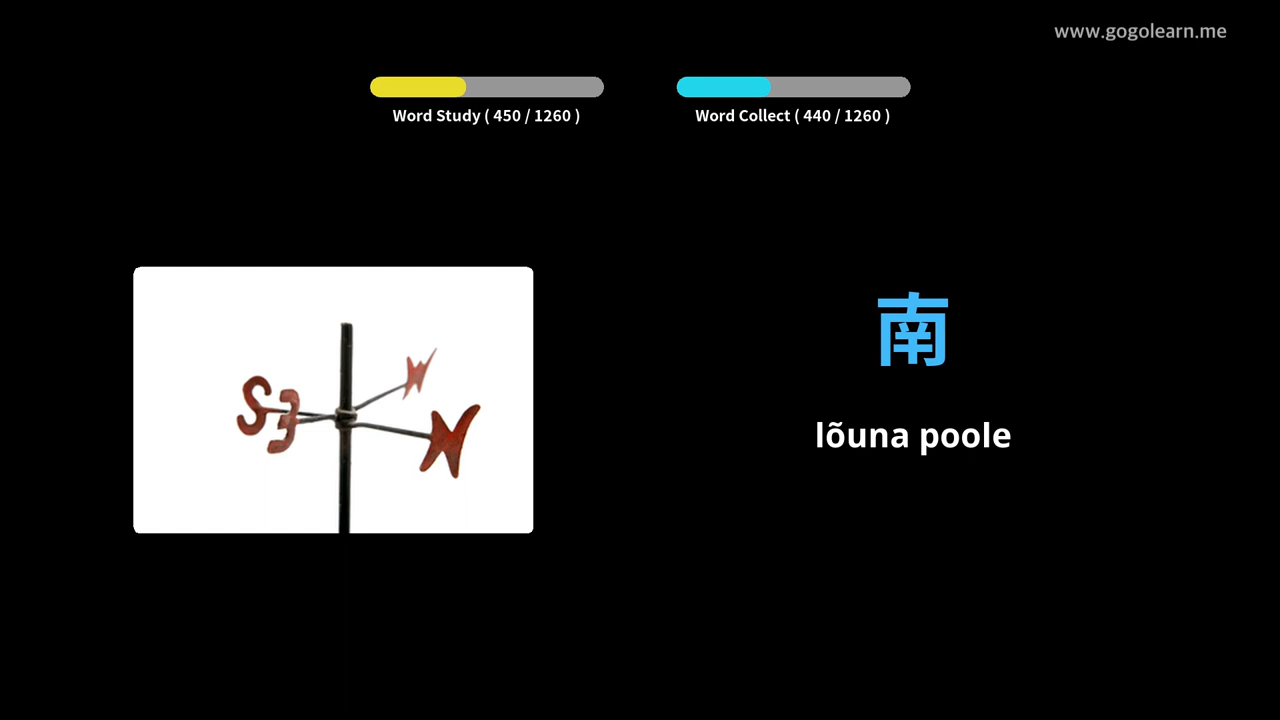 www.gogolearn.me
Word Study ( 450 / 1260 )
Word Collect ( 440 / 1260 )
S E N
南
lõuna poole